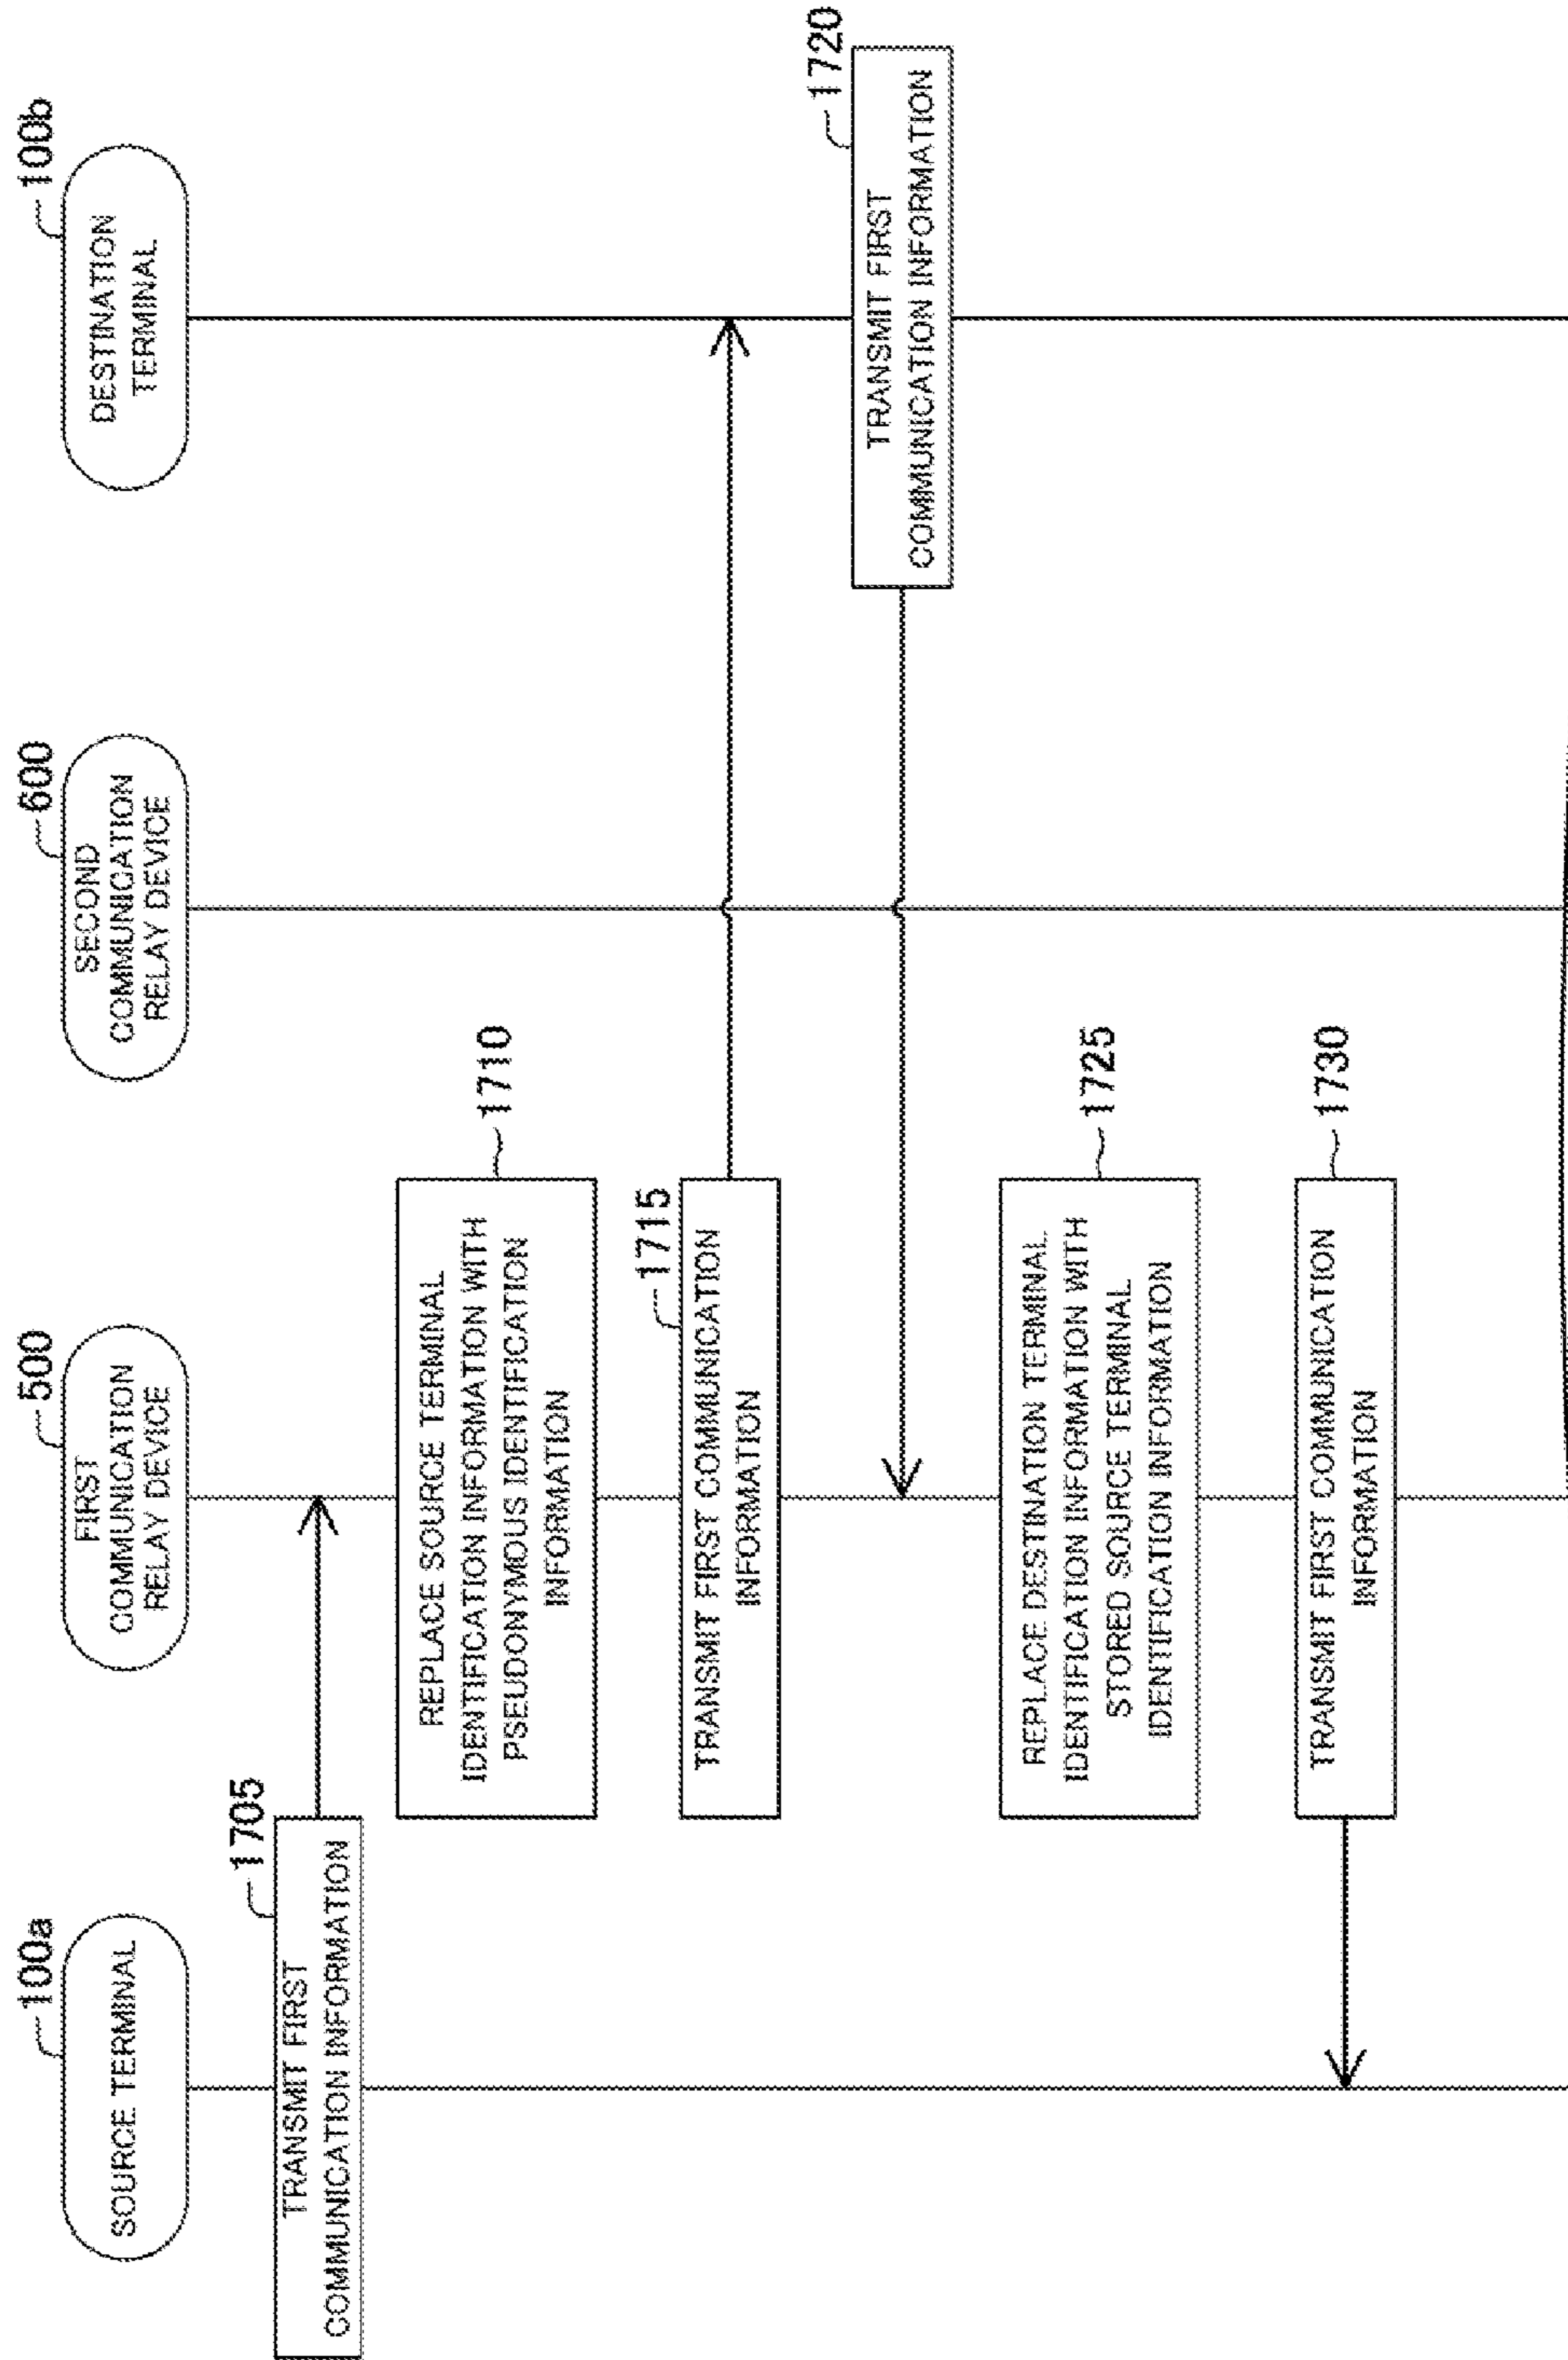 100a
SOURCE TERMINAL
500
FIRST
COMMUNICATION
RELAY DEVICE
600
SECOND
COMMUNICATION
RELAY DEVICE
100b
DESTINATION
TERMINAL
1705
TRANSMIT FIRST
COMMUNICATION INFORMATION
1710
REPLACE SOURCE TERMINAL
IDENTIFICATION INFORMATION WITH
PSEUDONYMOUS IDENTIFICATION
INFORMATION
1715
TRANSMIT FIRST COMMUNICATION
INFORMATION
1720
TRANSMIT FIRST
COMMUNICATION INFORMATION
1725
REPLACE DESTINATION TERMINAL
IDENTIFICATION INFORMATION WITH
STORED SOURCE TERMINAL
IDENTIFICATION INFORMATION
1730
TRANSMIT FIRST COMMUNICATION
INFORMATION